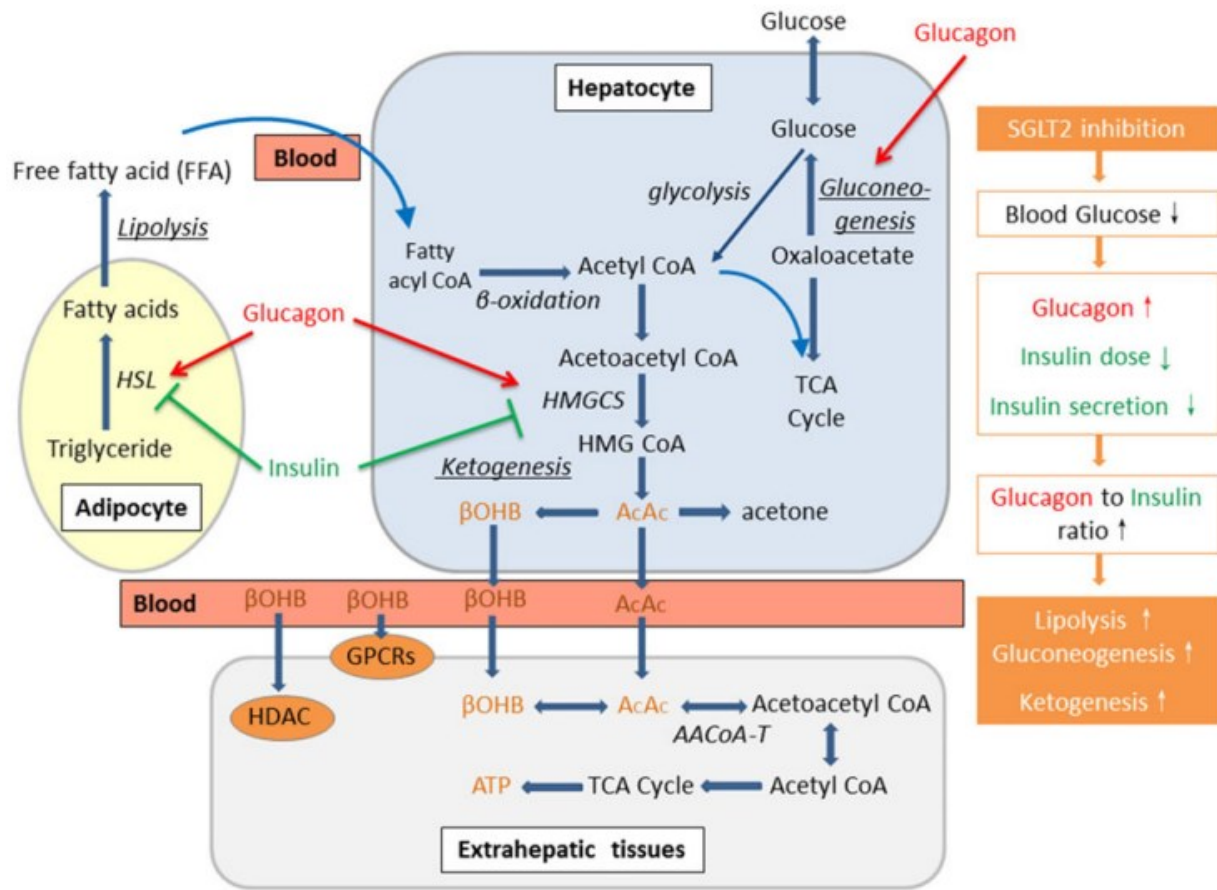 Glucose
Glucagon
Hepatocyte
Glucose
Blood
Free fatty acid (FFA)
glycolysis
Gluconeo-
genesis
Lipolysis
Fatty
acyl CoA
Acetyl CoA
Oxaloacetate
β-oxidation
Fatty acids
Glucagon
Acetoacetyl CoA
HSL
HMGCS
TCA
Cycle
Triglyceride
Insulin
HMG CoA
Ketogenesis
Adipocyte
βOHB
AcAc
acetone
Blood
βOHB
βOHB
βOHB
AcAc
GPCRs
HDAC
βOHB
AcAc
Acetoacetyl CoA
AACoA-T
ATP
TCA Cycle
Acetyl CoA
Extrahepatic tissues
SGLT2 inhibition
Blood Glucose ↓
Glucagon ↑
Insulin dose ↓
Insulin secretion ↓
Glucagon to Insulin
ratio ↑
Lipolysis ↑
Gluconeogenesis ↑
Ketogenesis ↑